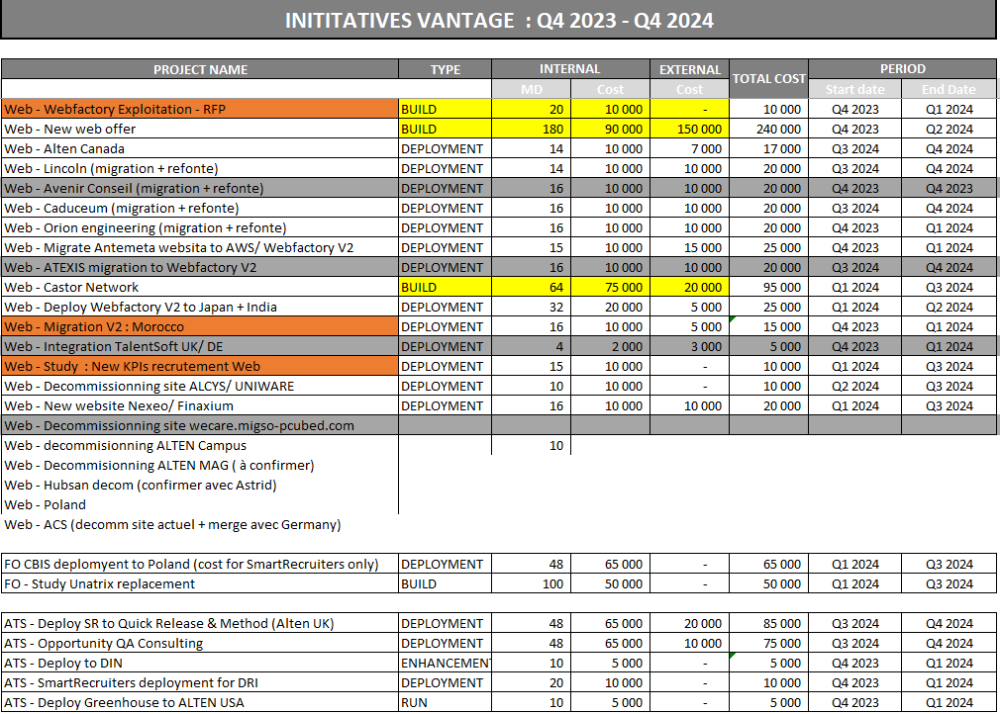 INITITATIVES VANTAGE : Q4 2023 - Q4 2024
PROJECT NAME TYPE INTERNAL EXTERNAL TOTAL COST PERIOD
MD Cost Cost Start date End Date
Web - Webfactory Exploitation - RFP BUILD 20 10 000 - 10 000 Q4 2023 Q1 2024
Web - New web offer BUILD 180 90 000 150 000 240 000 Q4 2023 Q2 2024
Web - Alten Canada DEPLOYMENT 14 10 000 7 000 17 000 Q3 2024 Q4 2024
Web - Lincoln (migration + refonte) DEPLOYMENT 14 10 000 10 000 20 000 Q3 2024 Q4 2024
Web - Avenir Conseil (migration + refonte) DEPLOYMENT 16 10 000 10 000 20 000 Q4 2023 Q4 2023
Web - Caduceum (migration + refonte) DEPLOYMENT 16 10 000 10 000 20 000 Q3 2024 Q4 2024
Web - Orion engineering (migration + refonte) DEPLOYMENT 16 10 000 10 000 20 000 Q4 2023 Q1 2024
Web - Migrate Antemeta websita to AWS/ Webfactory V2 DEPLOYMENT 15 10 000 15 000 25 000 Q4 2023 Q1 2024
Web - ATEXIS migration to Webfactory V2 DEPLOYMENT 16 10 000 10 000 20 000 Q3 2024 Q4 2024
Web - Castor Network BUILD 64 75 000 20 000 95 000 Q1 2024 Q3 2024
Web - Deploy Webfactory V2 to Japan + India DEPLOYMENT 32 20 000 5 000 25 000 Q1 2024 Q2 2024
Web - Migration V2 : Morocco DEPLOYMENT 16 10 000 5 000 15 000 Q4 2023 Q1 2024
Web - Integration TalentSoft UK/ DE DEPLOYMENT 4 2 000 3 000 5 000 Q4 2023 Q1 2024
Web - Study : New KPIs recrutement Web DEPLOYMENT 15 10 000 - 10 000 Q1 2024 Q3 2024
Web - Decommissionning site ALCYS/ UNIWARE DEPLOYMENT 10 10 000 - 10 000 Q2 2024 Q3 2024
Web - New website Nexeo/ Finaxium DEPLOYMENT 16 10 000 10 000 20 000 Q1 2024 Q3 2024
Web - Decommissionning site wecare.migso-pcubed.com
Web - decommisionning ALTEN Campus 10
Web - Decommisionning ALTEN MAG ( à confirmer)
Web - Hubsan decom (confirmer avec Astrid)
Web - Poland
Web - ACS (decomm site actuel + merge avec Germany)
FO CBIS deplomyent to Poland (cost for SmartRecruiters only) DEPLOYMENT 48 65 000 - 65 000 Q1 2024 Q3 2024
FO - Study Unatrix replacement BUILD 100 50 000 - 50 000 Q1 2024 Q3 2024
ATS - Deploy SR to Quick Release & Method (Alten UK) DEPLOYMENT 48 65 000 20 000 85 000 Q3 2024 Q4 2024
ATS - Opportunity QA Consulting DEPLOYMENT 48 65 000 10 000 75 000 Q3 2024 Q4 2024
ATS - Deploy to DIN ENHANCEMENT 10 5 000 - 5 000 Q4 2023 Q1 2024
ATS - SmartRecruiters deployment for DRI DEPLOYMENT 20 10 000 - 10 000 Q4 2023 Q1 2024
ATS - Deploy Greenhouse to ALTEN USA RUN 10 5 000 - 5 000 Q4 2023 Q1 2024